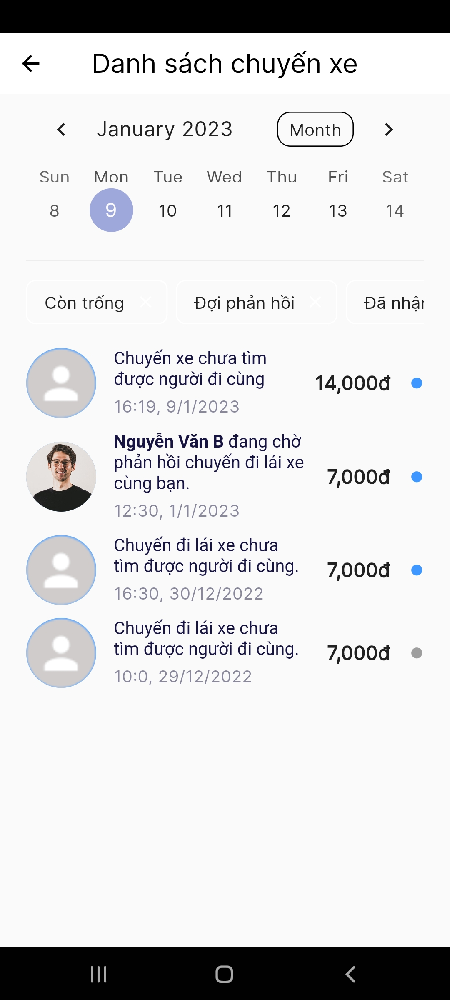 Danh sách chuyến xe
January 2023 Month
Sun Mon Tue Wed Thu Fri Sat
8 9 10 11 12 13 14
Còn trống Đợi phản hồi Đã nhận
Chuyến xe chưa tìm
được người đi cùng
14,000đ
16:19, 9/1/2023
Nguyễn Văn B đang chờ
phản hồi chuyến đi lái xe
cùng bạn.
7,000đ
12:30, 1/1/2023
Chuyến đi lái xe chưa
tìm được người đi cùng.
7,000đ
16:30, 30/12/2022
Chuyến đi lái xe chưa
tìm được người đi cùng.
7,000đ
10:0, 29/12/2022